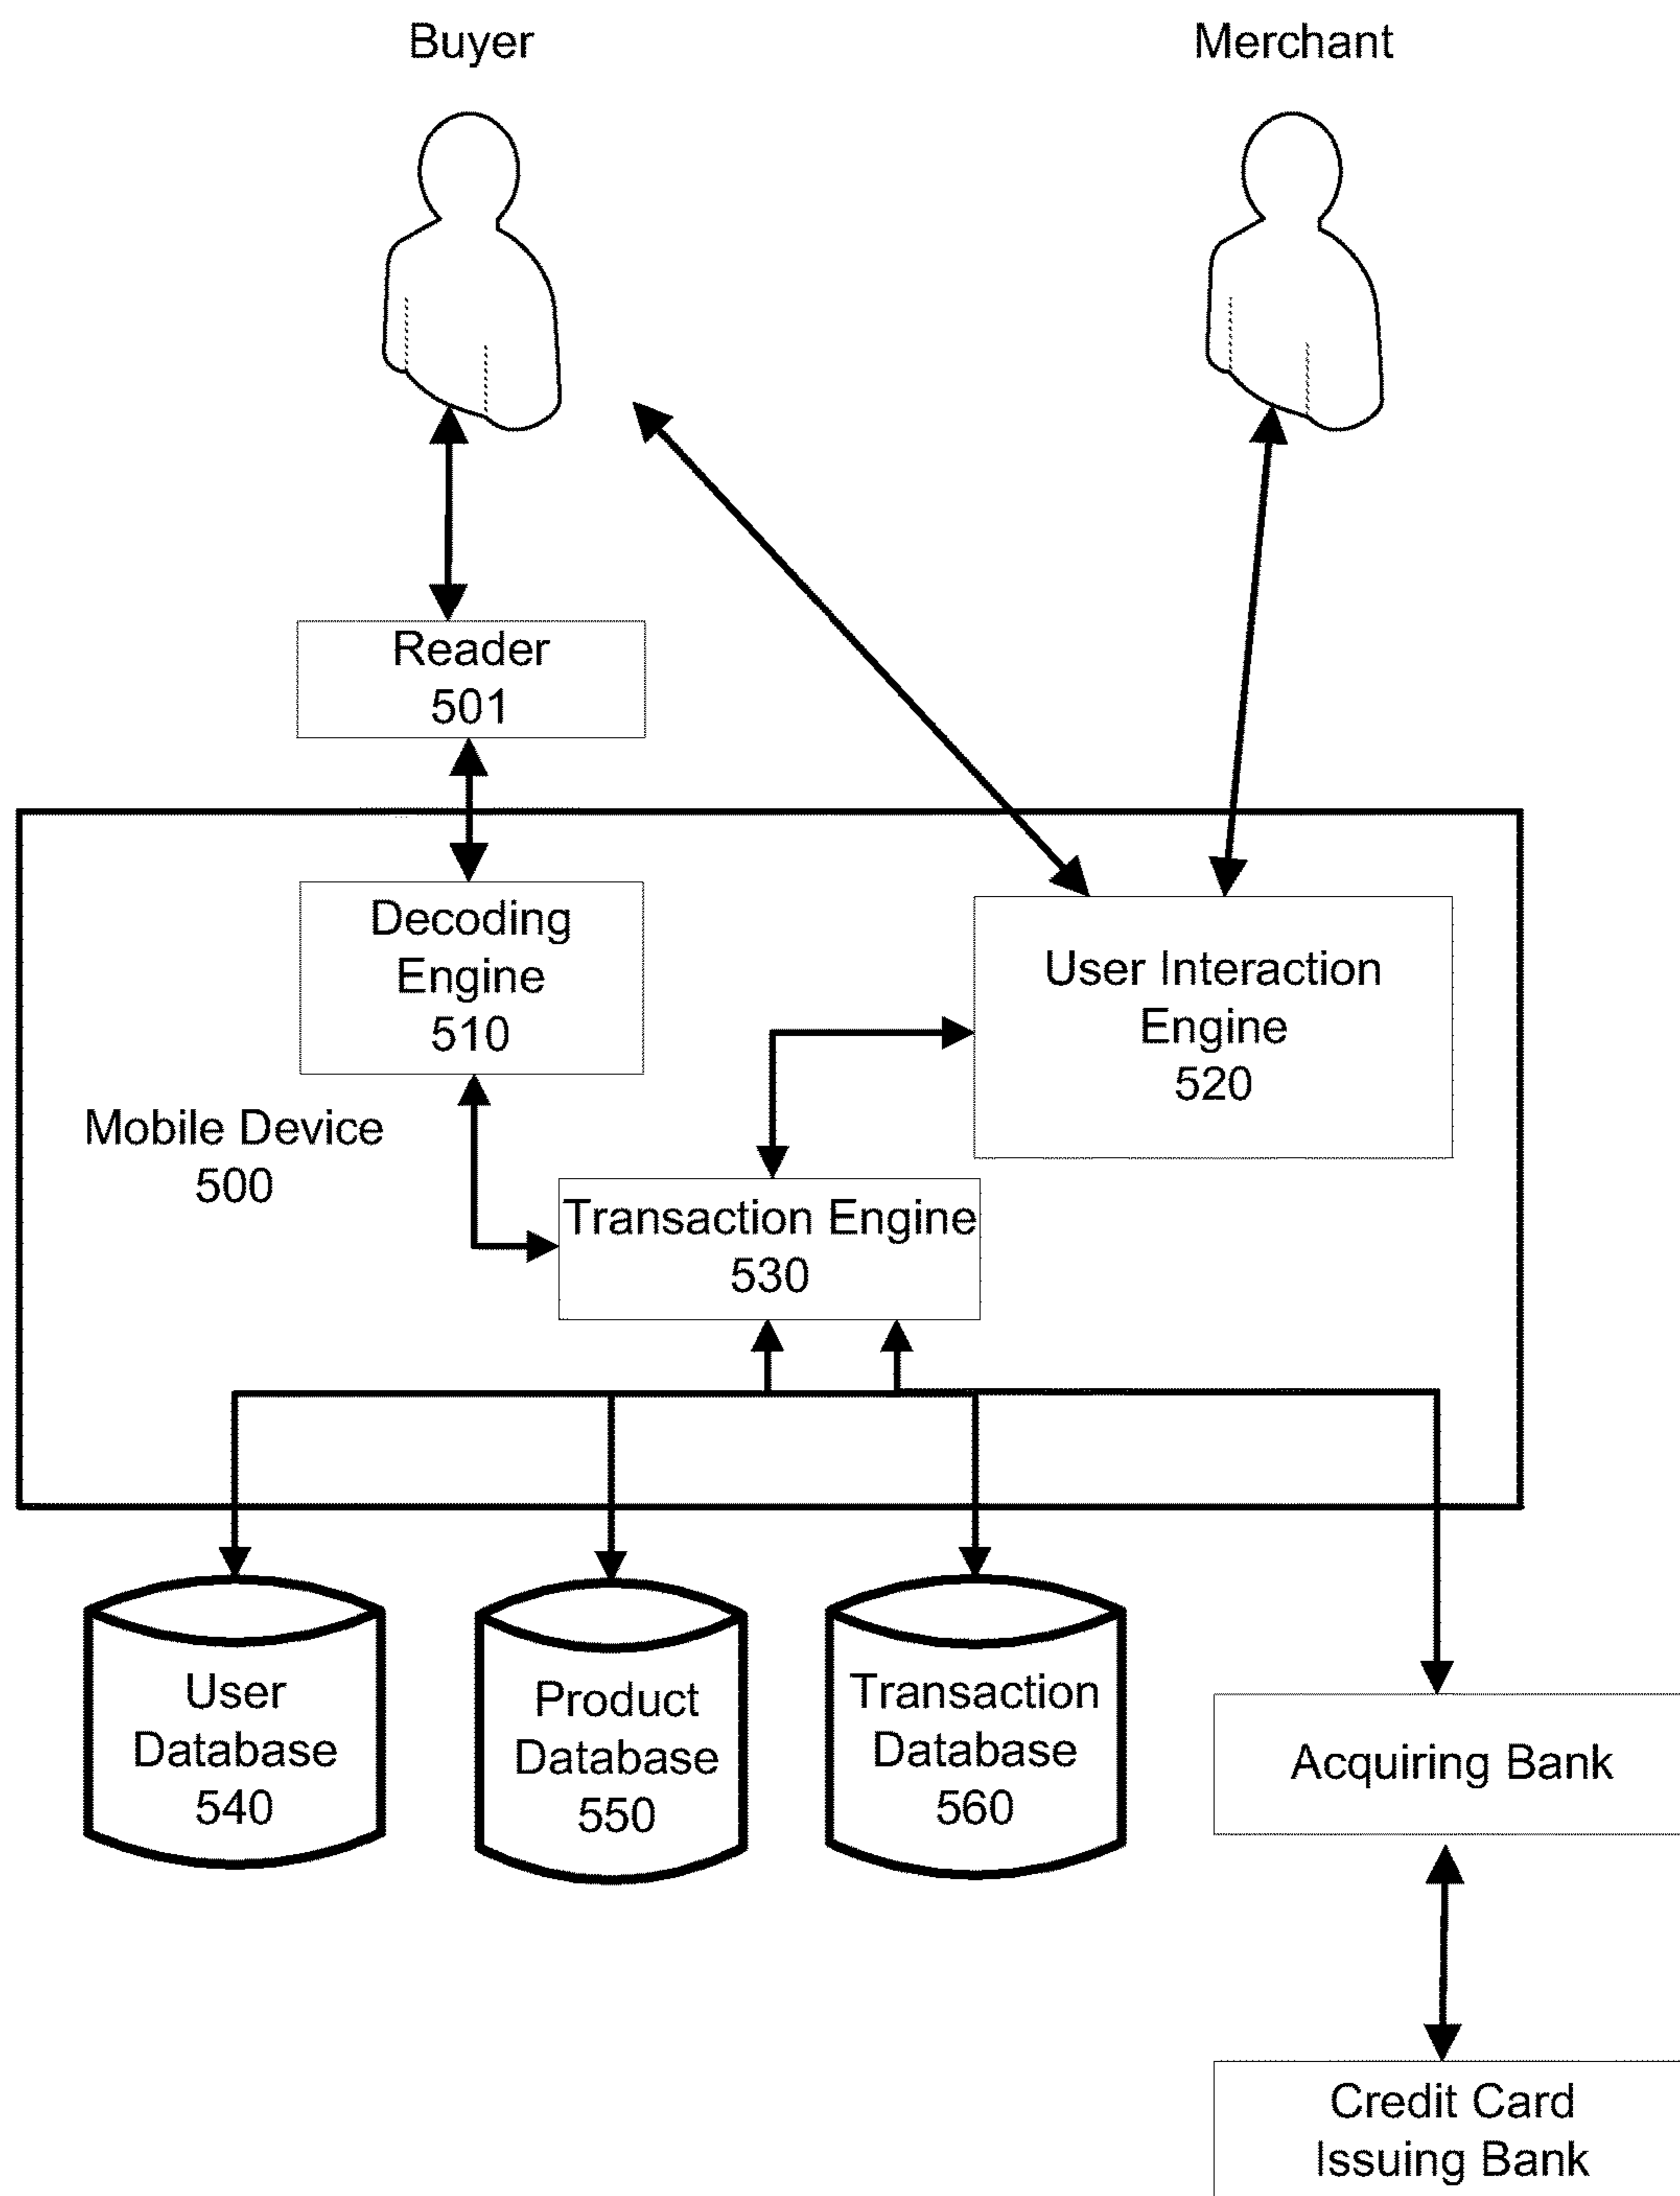 Buyer
Merchant
Reader
501
Decoding
Engine
510
User Interaction
Engine
520
Mobile Device
500
Transaction Engine
530
User
Database
540
Product
Database
550
Transaction
Database
560
Acquiring Bank
Credit Card
Issuing Bank